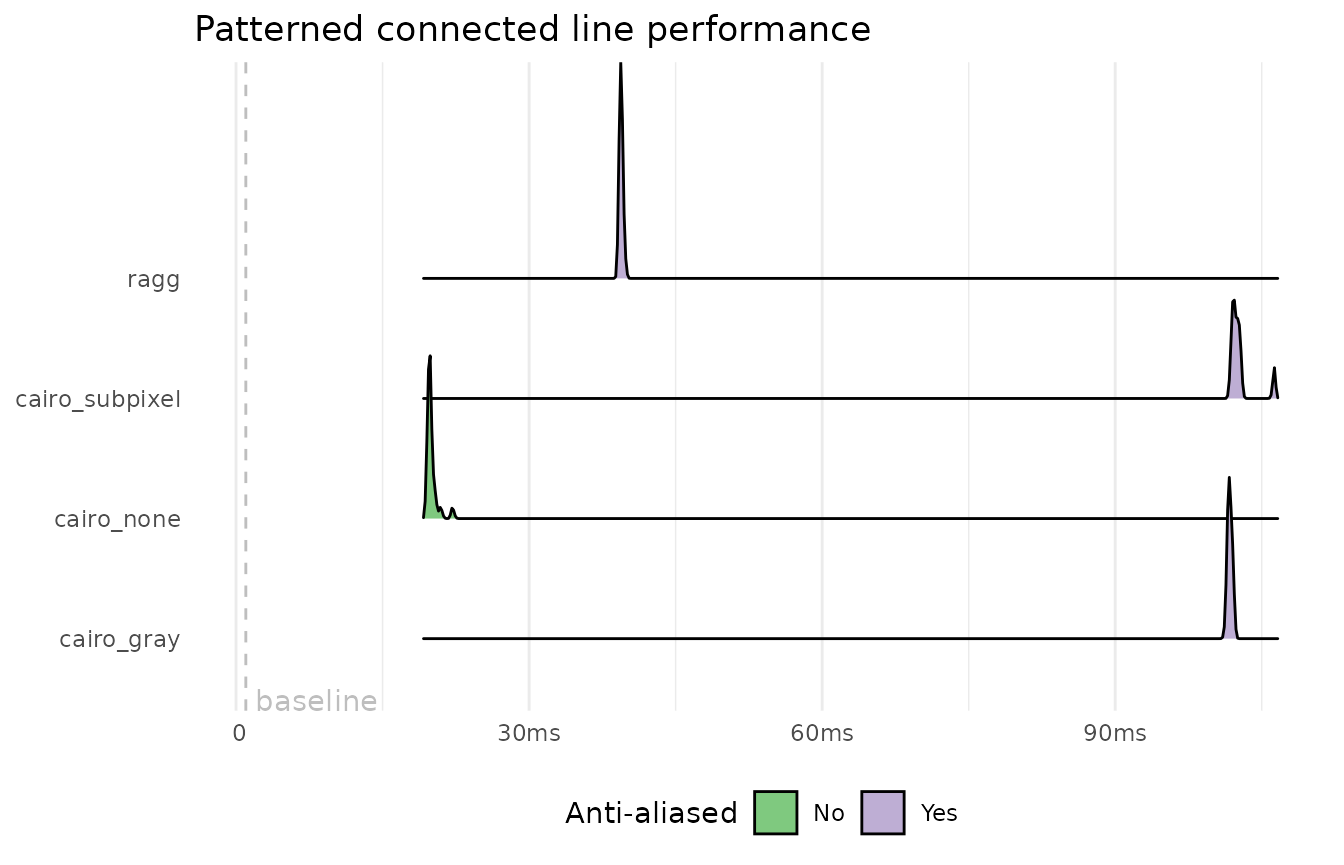 Patterned connected line performance
ragg
cairo_subpixel
cairo_none
cairo_gray
baseline
0 30ms 60ms 90ms
Anti-aliased No Yes